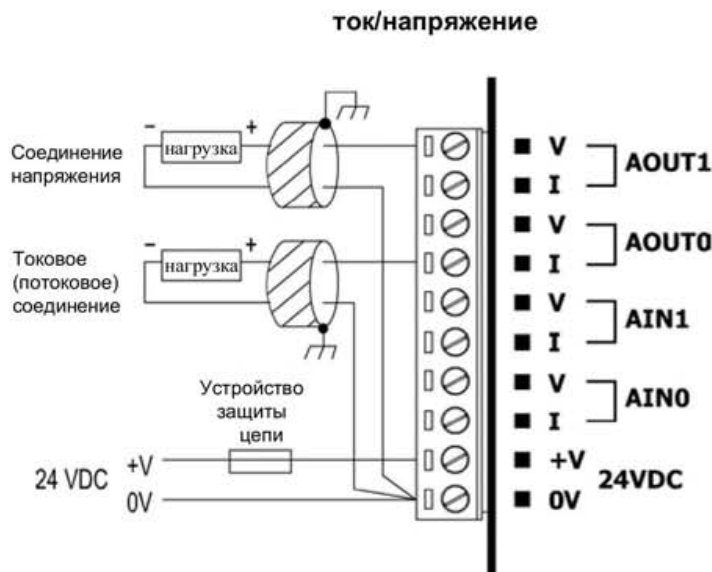 ток/напряжение
− нагрузка +
Соединение
напряжения
− нагрузка +
Токовое
(потоковое)
соединение
Устройство
защиты
цепи
24 VDC
+V
0V
V
I
AOUT1
V
I
AOUT0
V
I
AIN1
V
I
AIN0
+V
0V
24VDC